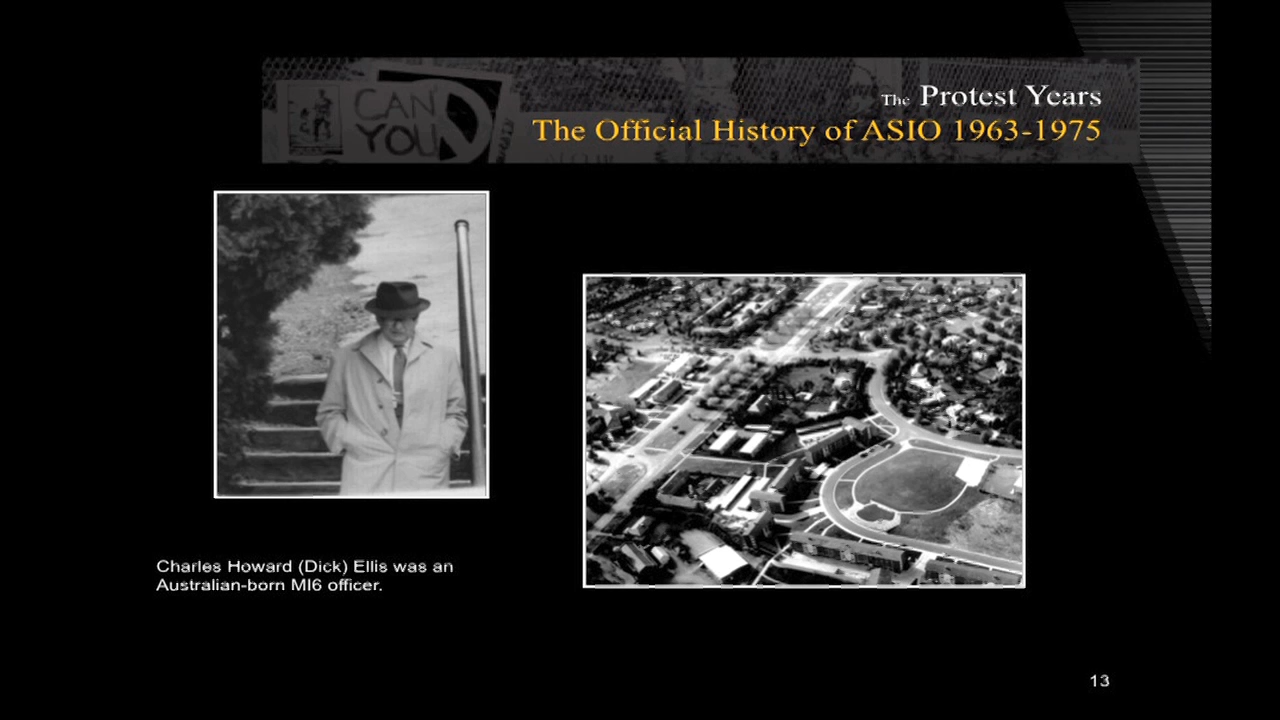 CAN
YOU
The Protest Years
The Official History of ASIO 1963-1975
Charles Howard (Dick) Ellis was an
Australian-born MI6 officer.
13